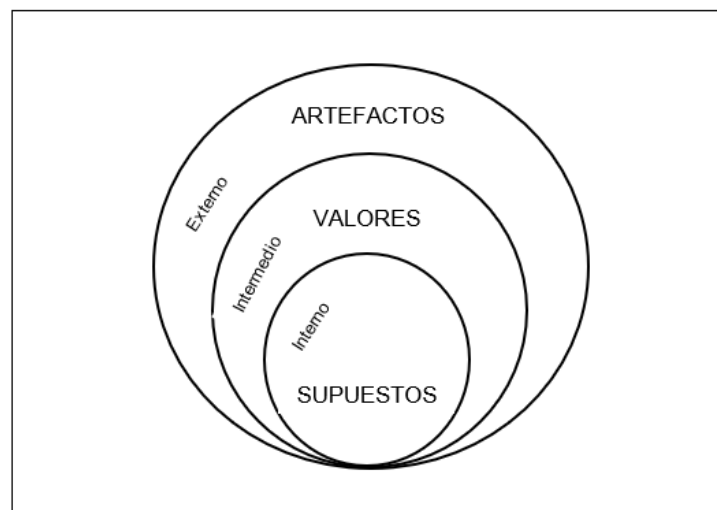 ARTEFACTOS
Externo
VALORES
Intermedio
Interno
SUPUESTOS